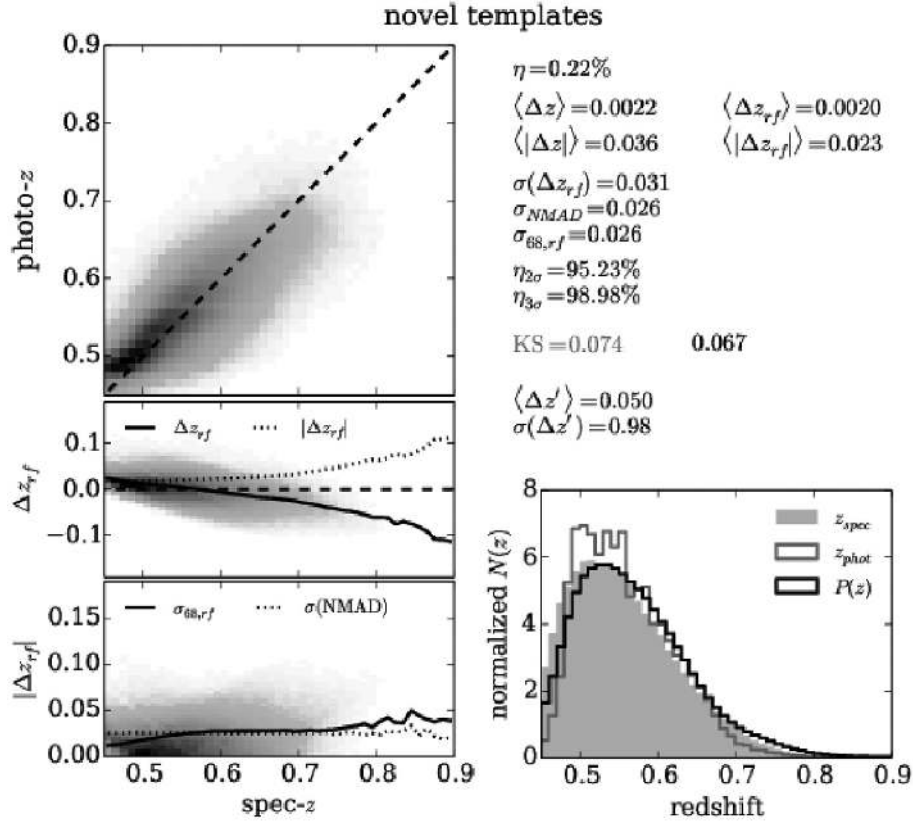 novel templates
0.9
0.8
0.7
0.6
0.5
photo-z
η=0.22%
⟨Δz⟩=0.0022 ⟨Δz_rf⟩=0.0020
⟨|Δz|⟩=0.036 ⟨|Δz_rf|⟩=0.023
σ(Δz_rf)=0.031
σ_NMAD=0.026
σ_68,rf=0.026
η_2σ=95.23%
η_3σ=98.98%
KS=0.074 0.067
⟨Δz′⟩=0.050
σ(Δz′)=0.98
Δz_rf |Δz_rf|
0.1
0.0
−0.1
Δz_rf
σ_68,rf σ(NMAD)
0.15
0.10
0.05
0.00
|Δz_rf|
0.5 0.6 0.7 0.8 0.9
spec-z
8
6
4
2
0
normalized N(z)
z_spec
z_phot
P(z)
0.5 0.6 0.7 0.8 0.9
redshift